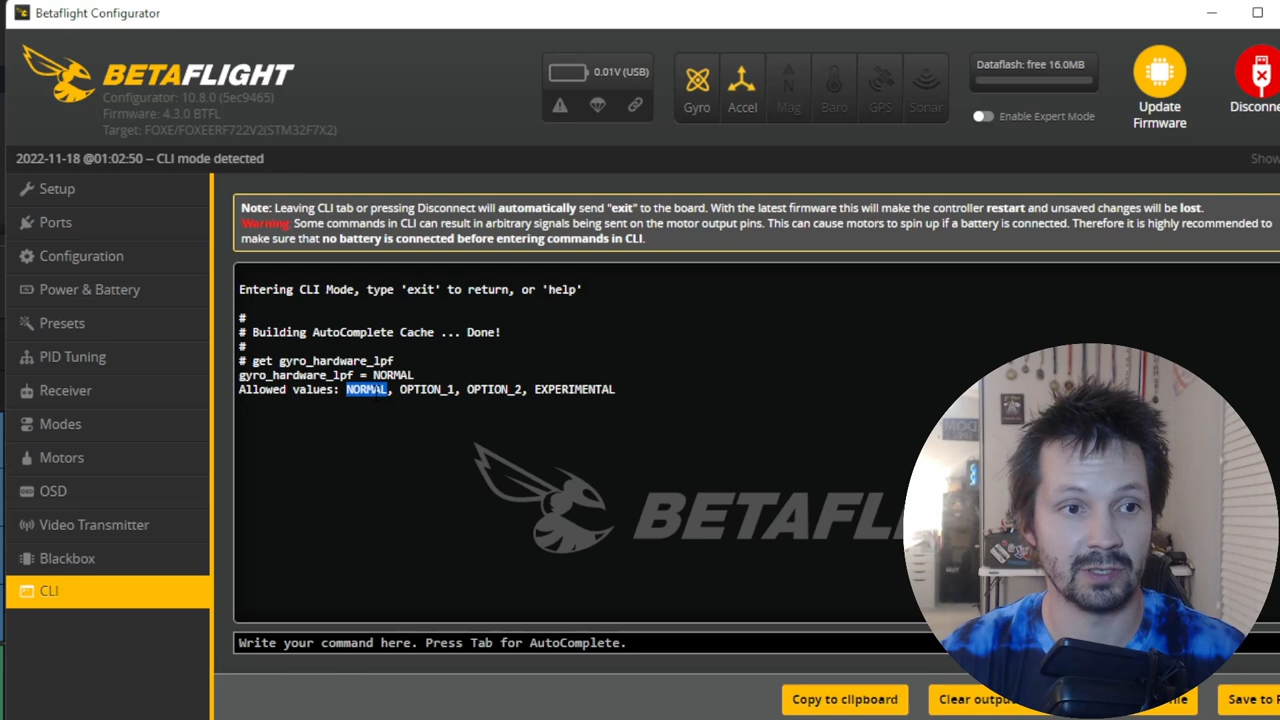 Betaflight Configurator
BETAFLIGHT
Configurator: 10.8.0 (5ec9465)
Firmware: 4.3.0 BTFL
Target: FOXE/FOXEERF722V2(STM32F7X2)
0.01V (USB)
Gyro
Accel
Mag
Baro
GPS
Sonar
Dataflash: free 16.0MB
Enable Expert Mode
Update
Firmware
Disconne
2022-11-18 @01:02:50 -- CLI mode detected
Show
Setup
Ports
Configuration
Power & Battery
Presets
PID Tuning
Receiver
Modes
Motors
OSD
Video Transmitter
Blackbox
CLI
Note: Leaving CLI tab or pressing Disconnect will automatically send "exit" to the board. With the latest firmware this will make the controller restart and unsaved changes will be lost.
Warning: Some commands in CLI can result in arbitrary signals being sent on the motor output pins. This can cause motors to spin up if a battery is connected. Therefore it is highly recommended to
make sure that no battery is connected before entering commands in CLI.
Entering CLI Mode, type 'exit' to return, or 'help'
#
# Building AutoComplete Cache ... Done!
#
# get gyro_hardware_lpf
gyro_hardware_lpf = NORMAL
Allowed values: NORMAL, OPTION_1, OPTION_2, EXPERIMENTAL
BETAFL
Write your command here. Press Tab for AutoComplete.
Copy to clipboard
Clear outpu
Save to F